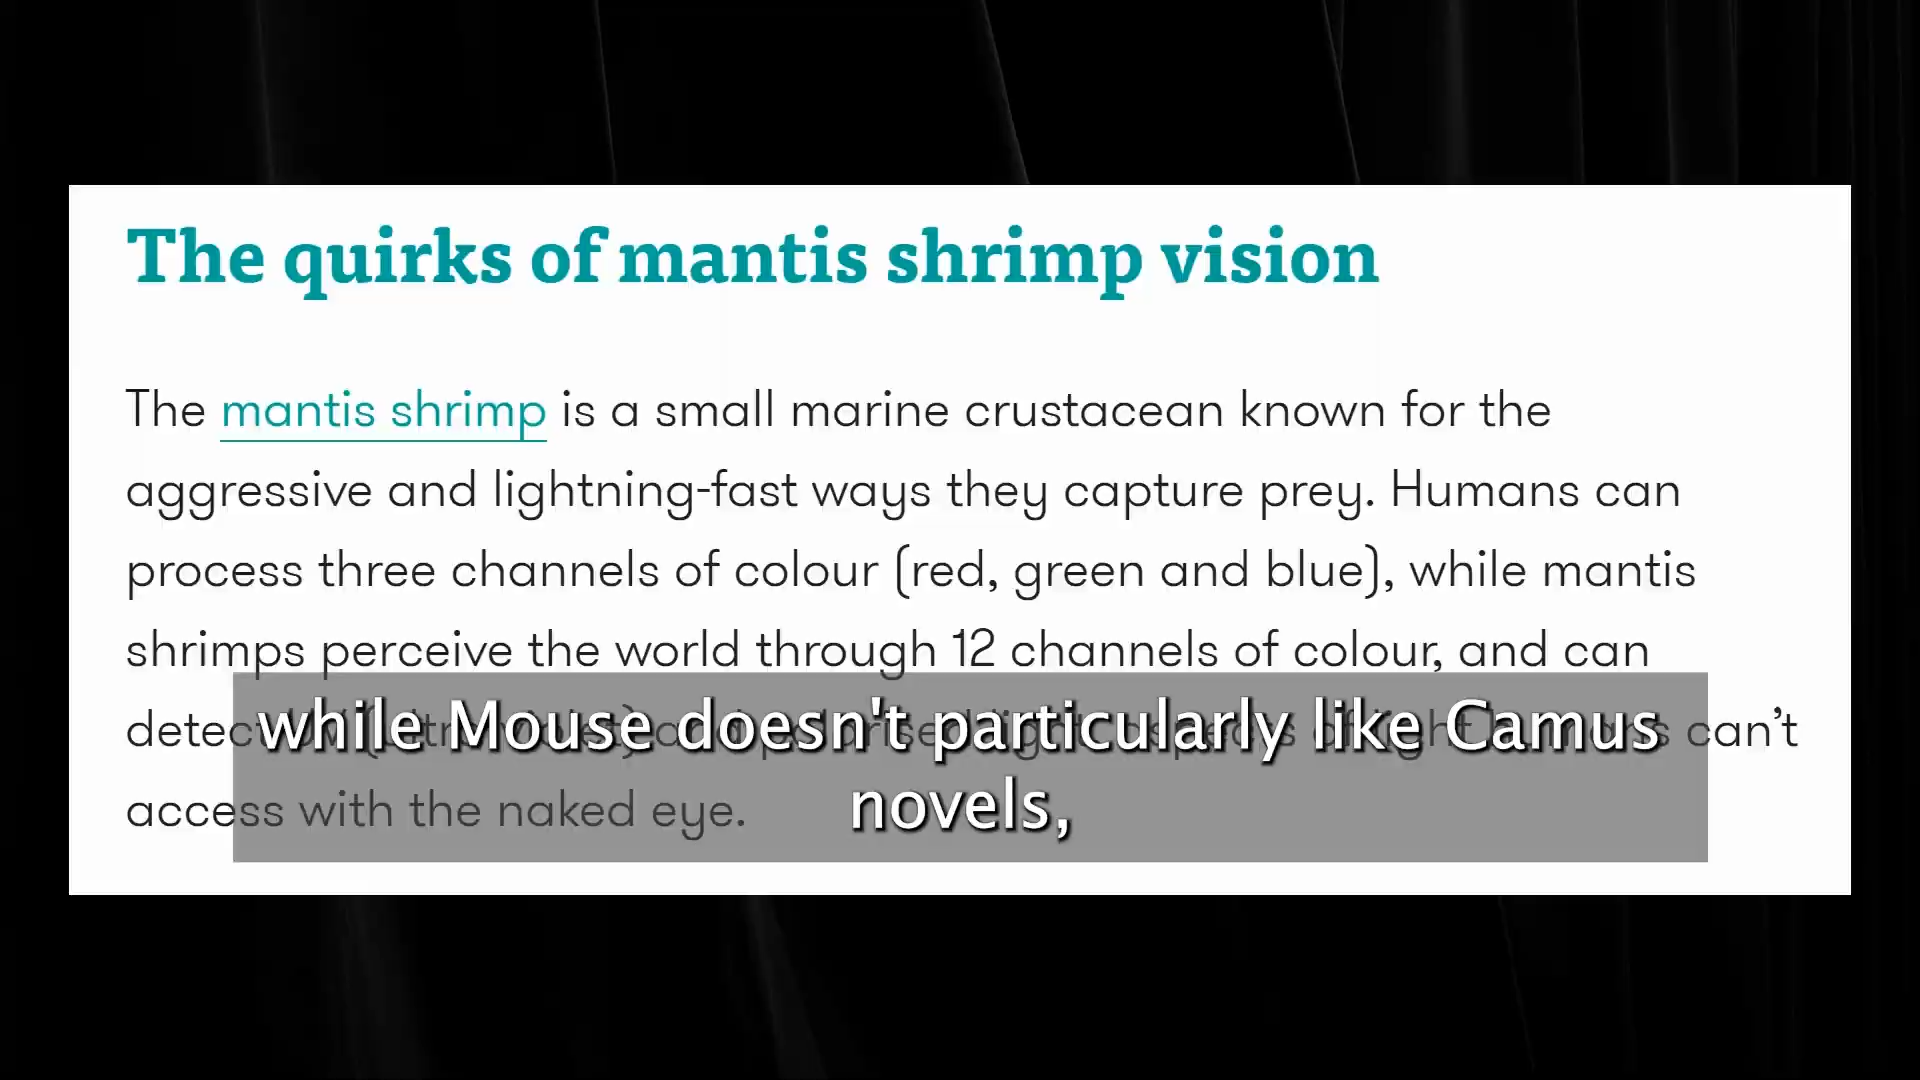 The quirks of mantis shrimp vision
The mantis shrimp is a small marine crustacean known for the
aggressive and lightning-fast ways they capture prey. Humans can
process three channels of colour (red, green and blue), while mantis
shrimps perceive the world through 12 channels of colour, and can
detect can’t
access with the naked eye.
while Mouse doesn't particularly like Camus
novels,